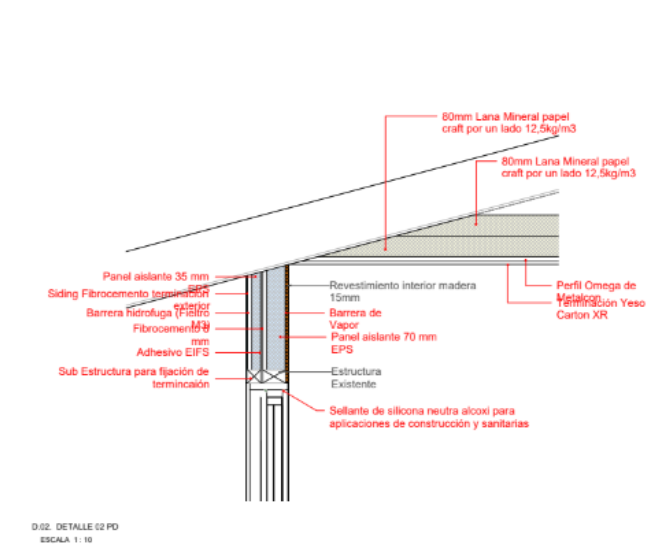 80mm Lana Mineral papel
craft por un lado 12,5kg/m3
80mm Lana Mineral papel
craft por un lado 12,5kg/m3
Panel aislante 35 mm
EPS
Siding Fibrocemento terminación
exterior
Barrera hidrofuga (Fieltro
Fibrocemento 6
mm
Adhesivo EIFS
Sub Estructura para fijación de
termincaión
Revestimiento interior madera
15mm
Barrera de
Vapor
Panel aislante 70 mm
EPS
Estructura
Existente
Perfil Omega de
Metalcon
Terminación Yeso
Carton XR
Sellante de silicona neutra alcoxi para
aplicaciones de construcción y sanitarias
D.02. DETALLE 02 PD
ESCALA 1 : 10